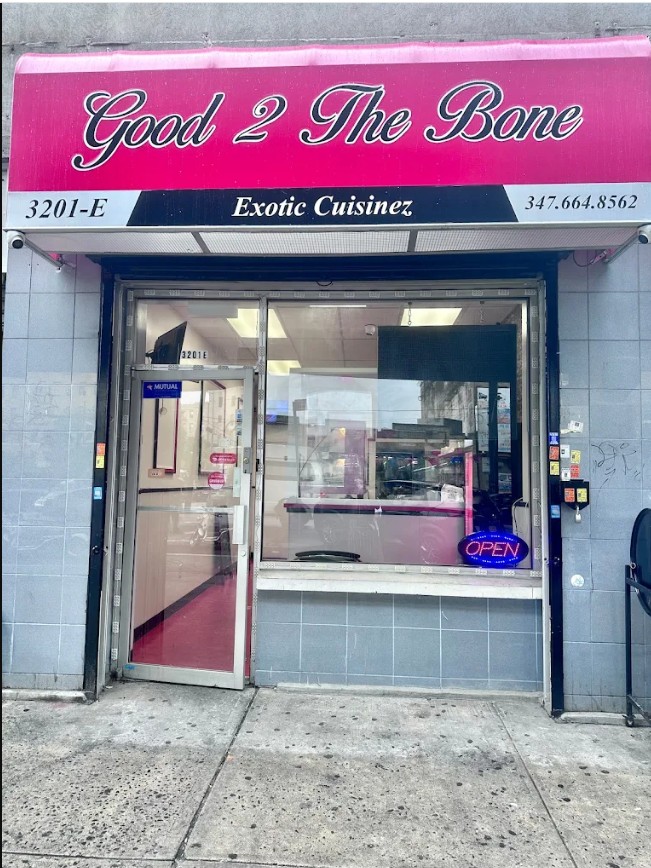 Good 2 The Bone
3201-E
Exotic Cuisinez
347.664.8562
3201E
MUTUAL
OPEN